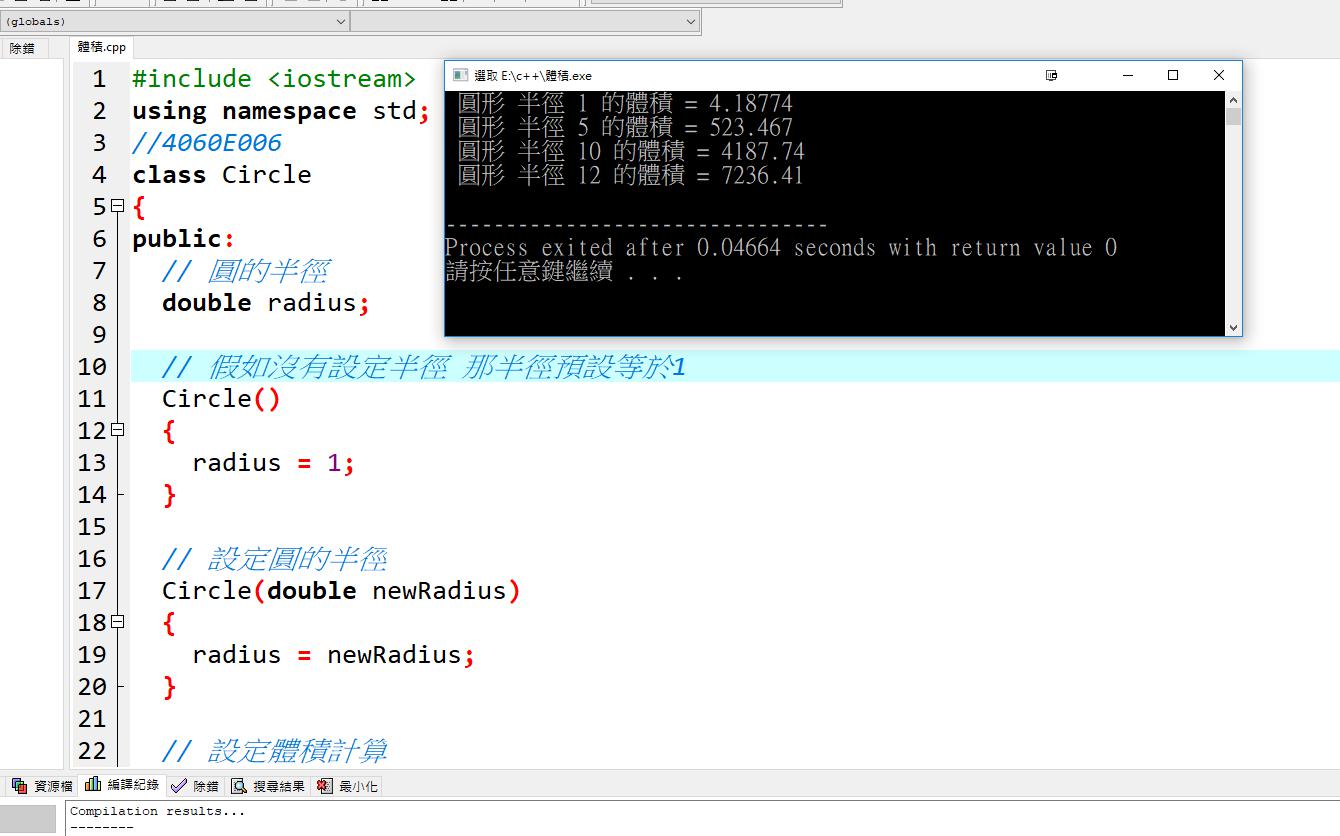 (globals)
除錯
體積.cpp
1 #include <iostream>
2 using namespace std;
3 //4060E006
4 class Circle
5 {
6 public:
7 // 圓的半徑
8 double radius;
9
10 // 假如沒有設定半徑 那半徑預設等於1
11 Circle()
12 {
13 radius = 1;
14 }
15
16 // 設定圓的半徑
17 Circle(double newRadius)
18 {
19 radius = newRadius;
20 }
21
22 // 設定體積計算
選取 E:\c++\體積.exe
圓形 半徑 1 的體積 = 4.18774
圓形 半徑 5 的體積 = 523.467
圓形 半徑 10 的體積 = 4187.74
圓形 半徑 12 的體積 = 7236.41
--------------------------------
Process exited after 0.04664 seconds with return value 0
請按任意鍵繼續 . . .
資源檔 編譯紀錄 除錯 搜尋結果 最小化
Compilation results...
--------